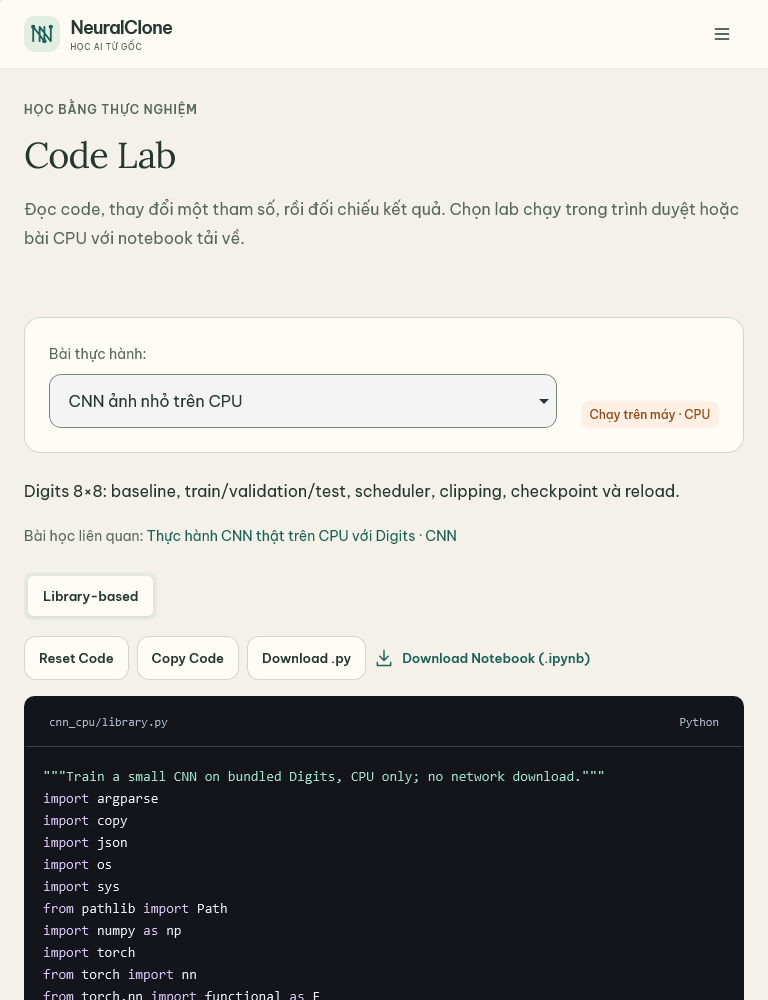 NeuralClone
HỌC AI TỪ GỐC
HỌC BẰNG THỰC NGHIỆM
Code Lab
Đọc code, thay đổi một tham số, rồi đối chiếu kết quả. Chọn lab chạy trong trình duyệt hoặc
bài CPU với notebook tải về.
Bài thực hành:
CNN ảnh nhỏ trên CPU
Chạy trên máy · CPU
Digits 8×8: baseline, train/validation/test, scheduler, clipping, checkpoint và reload.
Bài học liên quan: Thực hành CNN thật trên CPU với Digits · CNN
Library-based
Reset Code
Copy Code
Download .py
Download Notebook (.ipynb)
cnn_cpu/library.py
Python
"""Train a small CNN on bundled Digits, CPU only; no network download."""
import argparse
import copy
import json
import os
import sys
from pathlib import Path
import numpy as np
import torch
from torch import nn
from torch.nn import functional as F